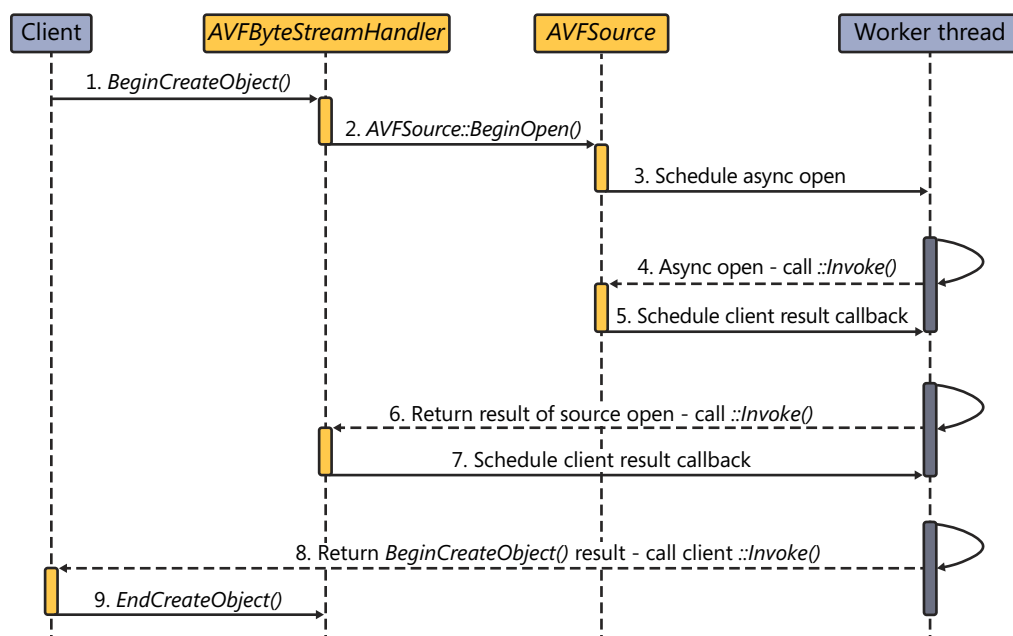 Client
AVFByteStreamHandler
AVFSource
Worker thread
1. BeginCreateObject()
2. AVFSource::BeginOpen()
3. Schedule async open
4. Async open - call ::Invoke()
5. Schedule client result callback
6. Return result of source open - call ::Invoke()
7. Schedule client result callback
8. Return BeginCreateObject() result - call client ::Invoke()
9. EndCreateObject()